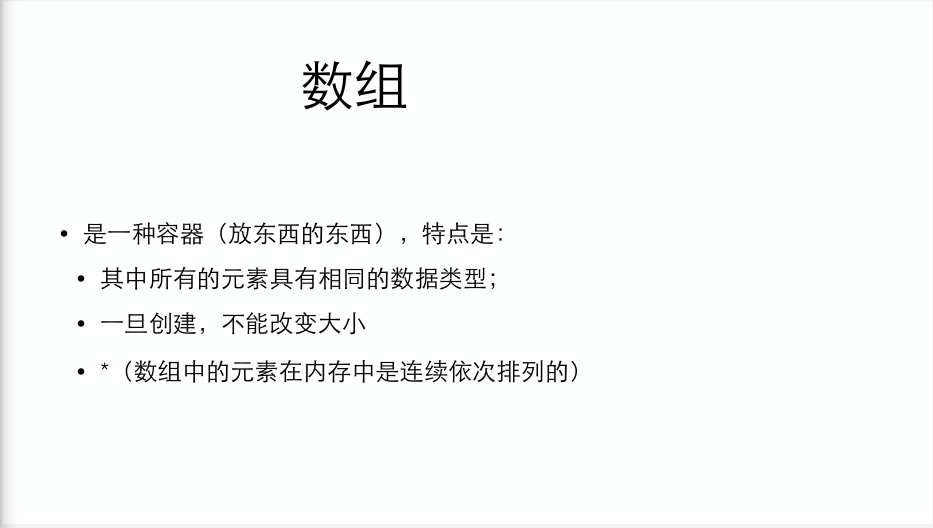 数组
• 是一种容器（放东西的东西），特点是：
• 其中所有的元素具有相同的数据类型；
• 一旦创建，不能改变大小
• *（数组中的元素在内存中是连续依次排列的）